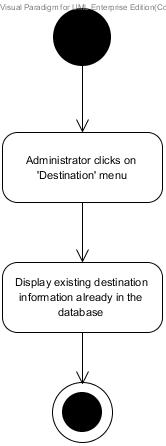 Visual Paradigm for UML Enterprise Edition(Co
Administrator clicks on
'Destination' menu
Display existing destination
information already in the
database